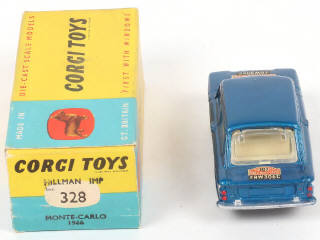 DIE-CAST SCALE MODELS
CORGI TOYS
FIRST WITH WINDOWS
MADE IN
GT. BRITAIN
CORGI TOYS
HILLMAN IMP
328
MONTE-CARLO
1966